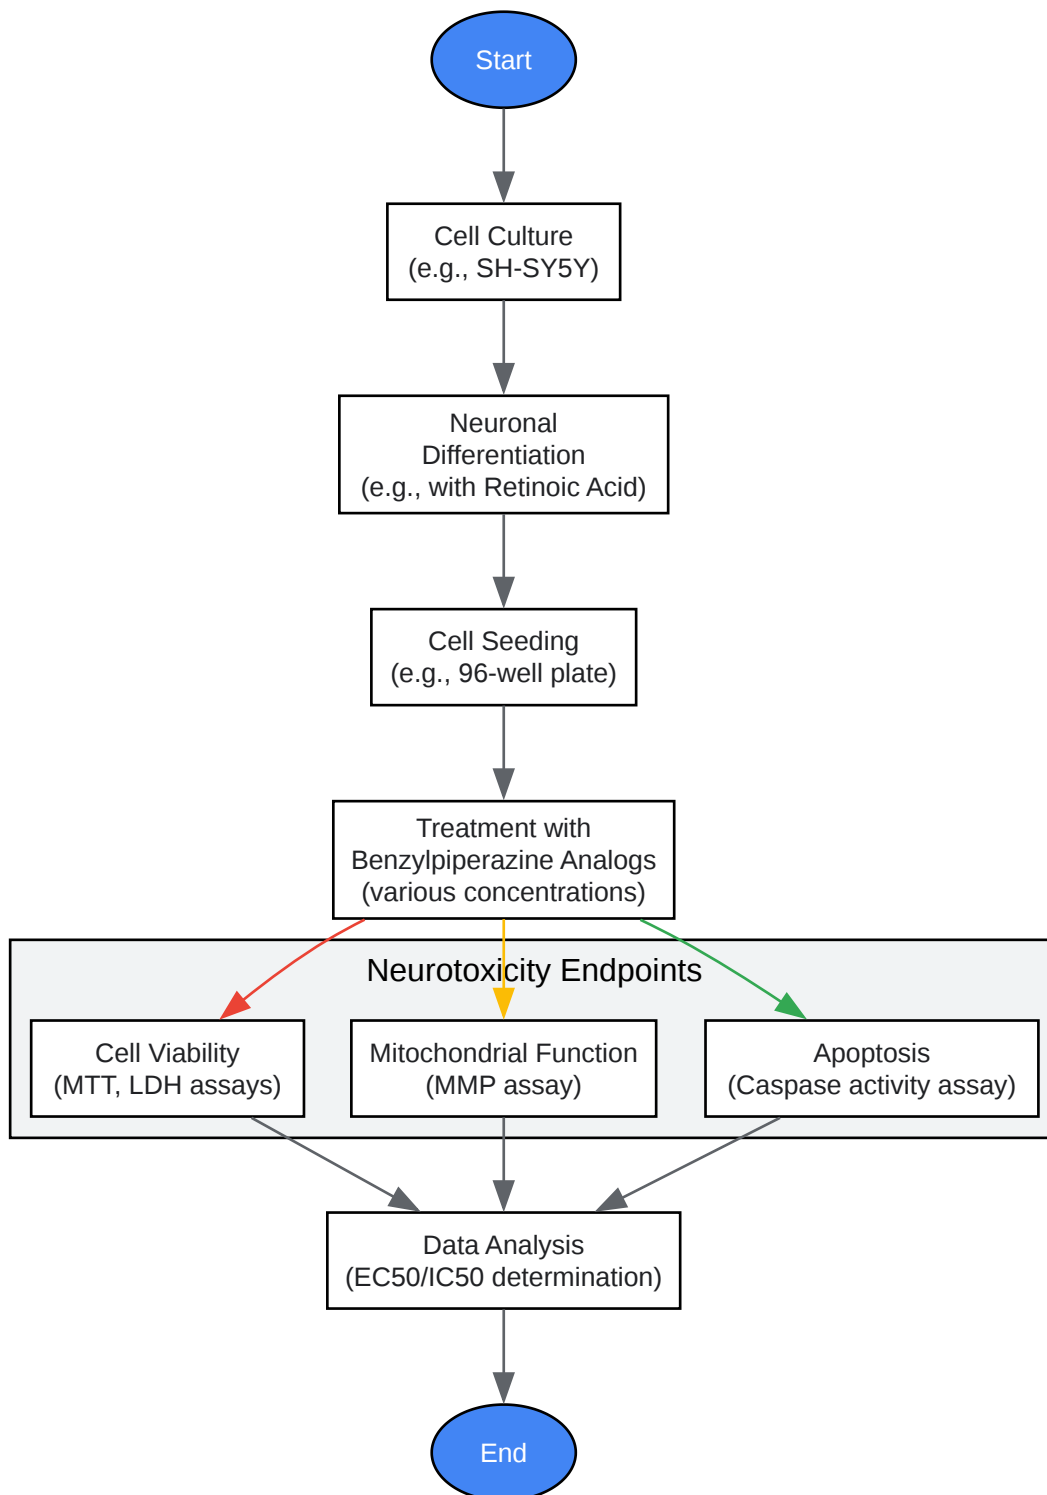 Start
Cell Culture
(e.g., SH-SY5Y)
Neuronal
Differentiation
(e.g., with Retinoic Acid)
Cell Seeding
(e.g., 96-well plate)
Treatment with
Benzylpiperazine Analogs
(various concentrations)
Neurotoxicity Endpoints
Cell Viability
(MTT, LDH assays)
Mitochondrial Function
(MMP assay)
Apoptosis
(Caspase activity assay)
Data Analysis
(EC50/IC50 determination)
End